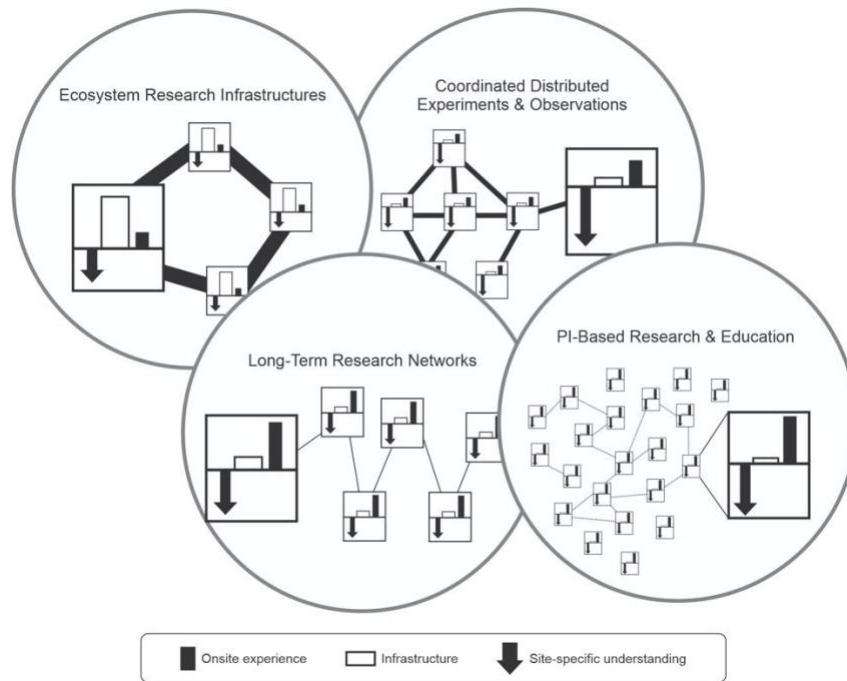 Ecosystem Research Infrastructures
Coordinated Distributed
Experiments & Observations
Long-Term Research Networks
PI-Based Research & Education
Onsite experience
Infrastructure
Site-specific understanding